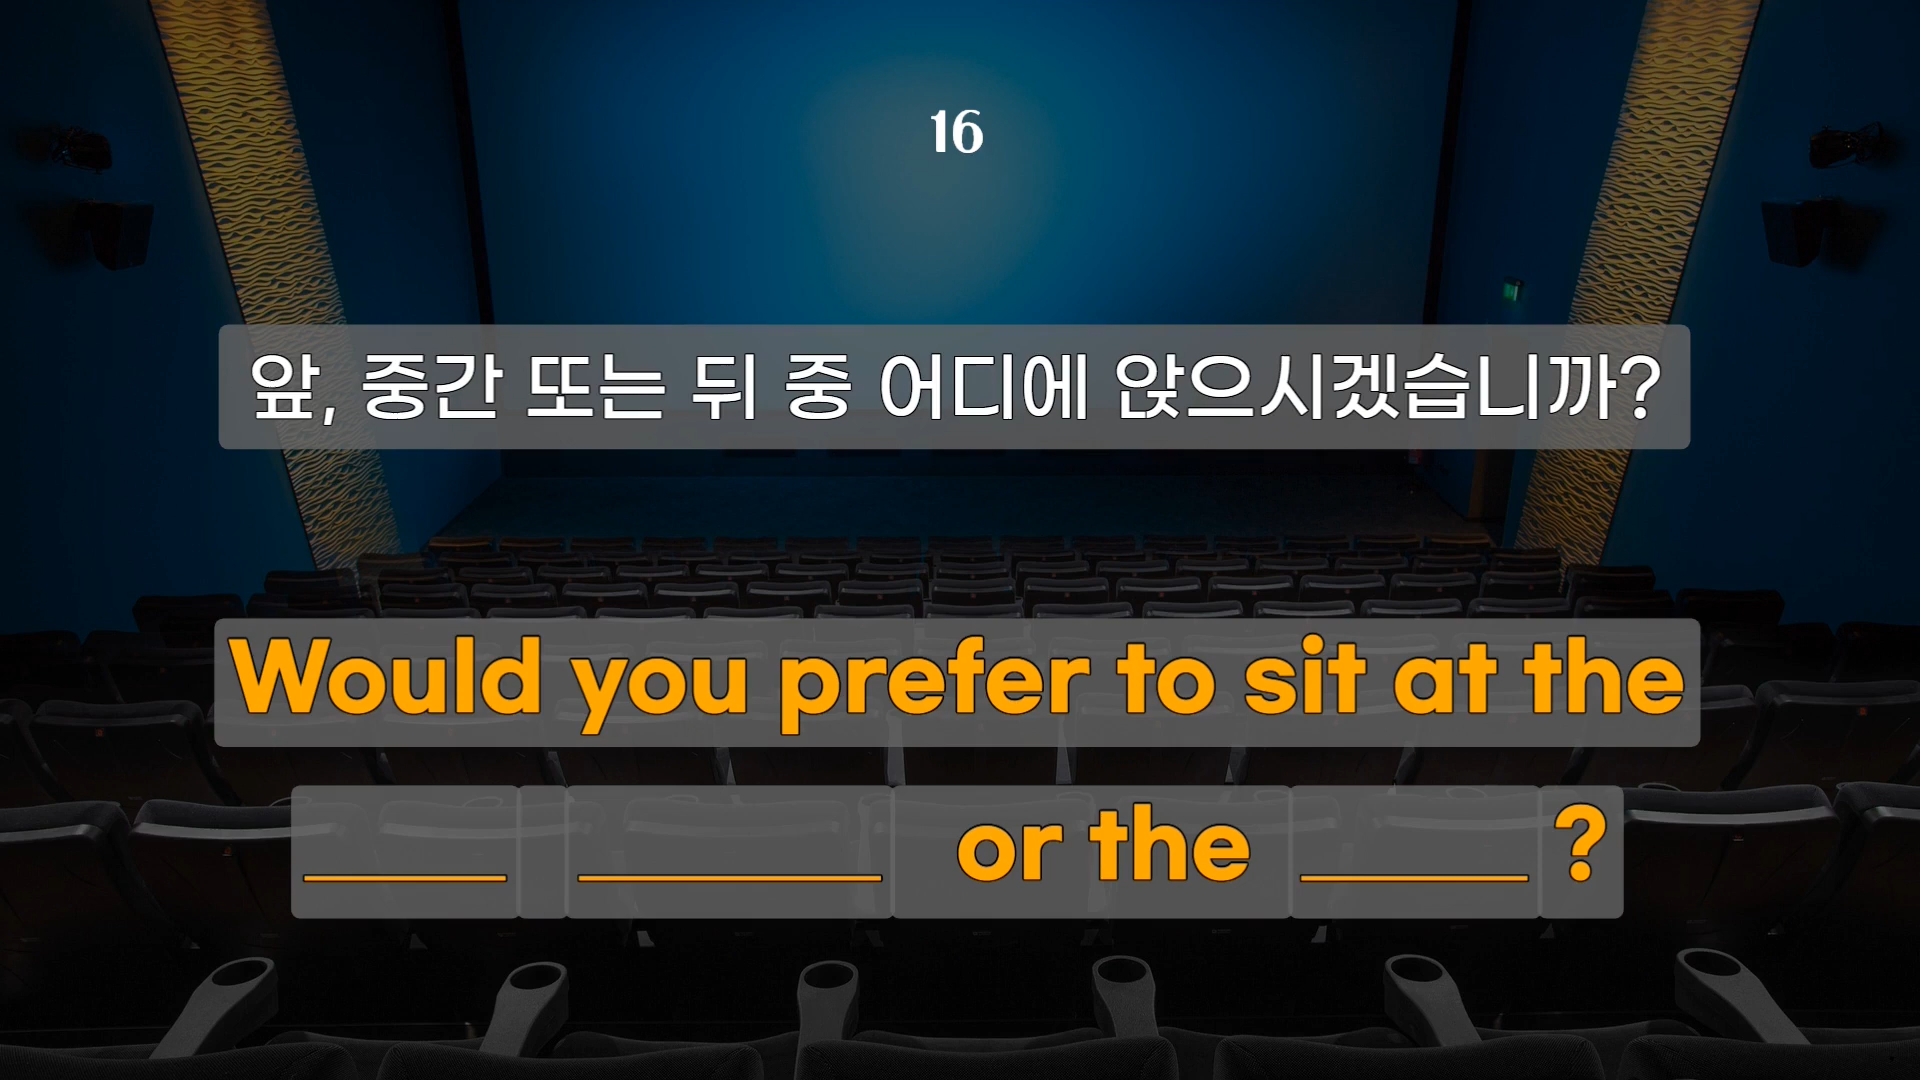 16
앞, 중간 또는 뒤 중 어디에 앉으시겠습니까?
Would you prefer to sit at the
____ ______ or the ____ ?